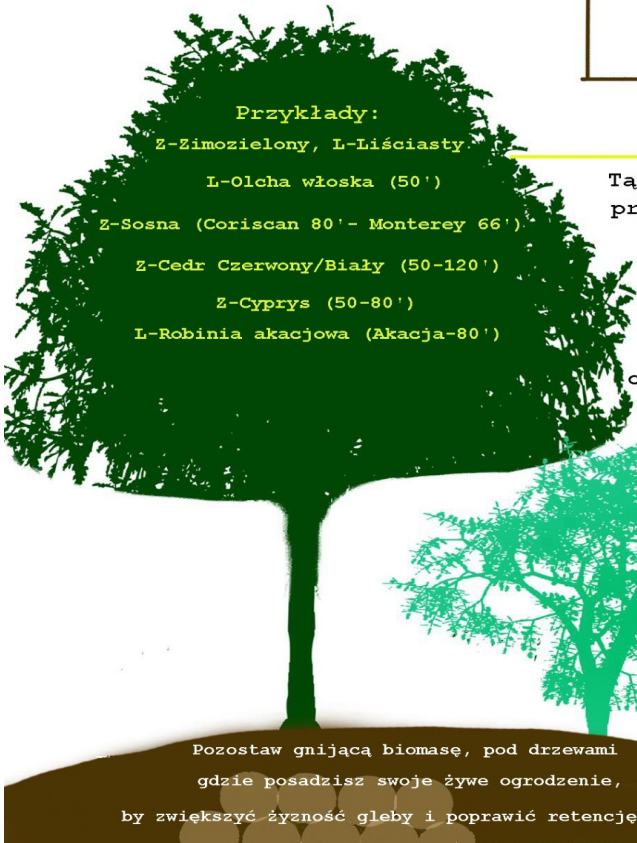 Przykłady:
Z-Zimozielony, L-Liściasty
L-Olcha włoska (50')
Z-Sosna (Coriscan 80'- Monterey 66')
Z-Cedr Czerwony/Biały (50-120')
Z-Cyprys (50-80')
L-Robinia akacjowa (Akacja-80')
Pozostaw gnijącą biomasę, pod drzewami
gdzie posadzisz swoje żywe ogrodzenie,
by zwiększyć żyzność gleby i poprawić retencję